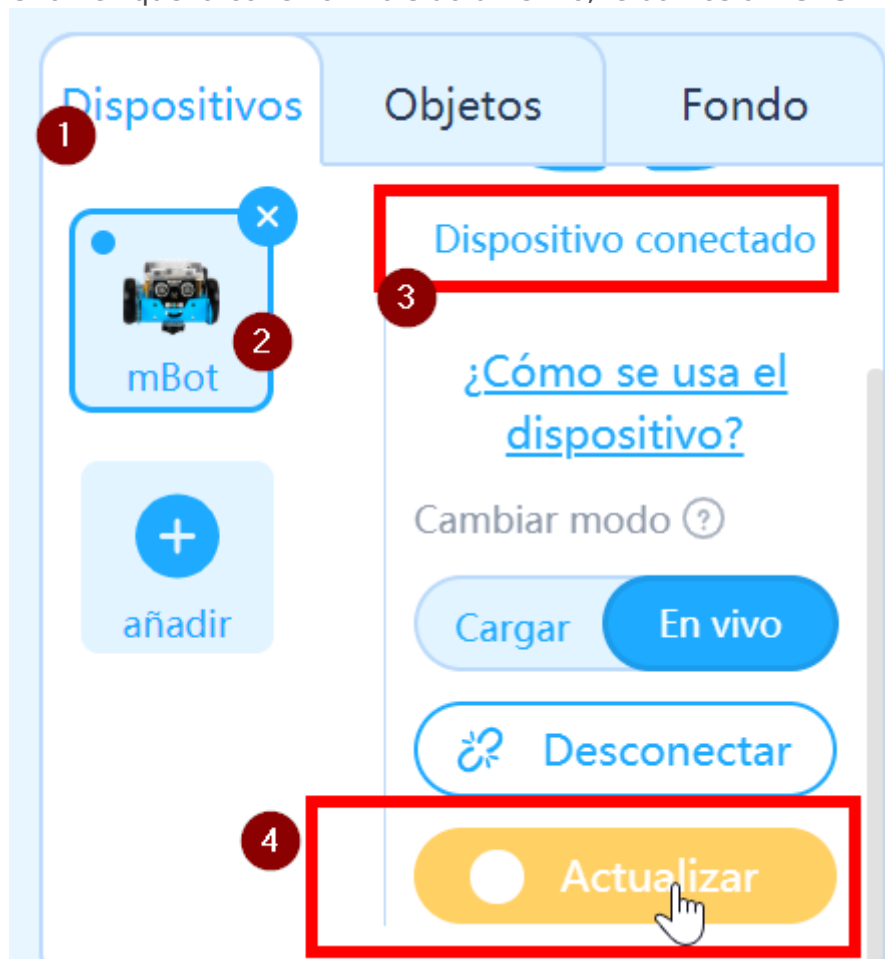 Dispositivos
Objetos
Fondo
1
Dispositivo conectado
3
2
mBot
¿Cómo se usa el
dispositivo?
Cambiar modo ?
añadir
Cargar
En vivo
Desconectar
4
Actualizar